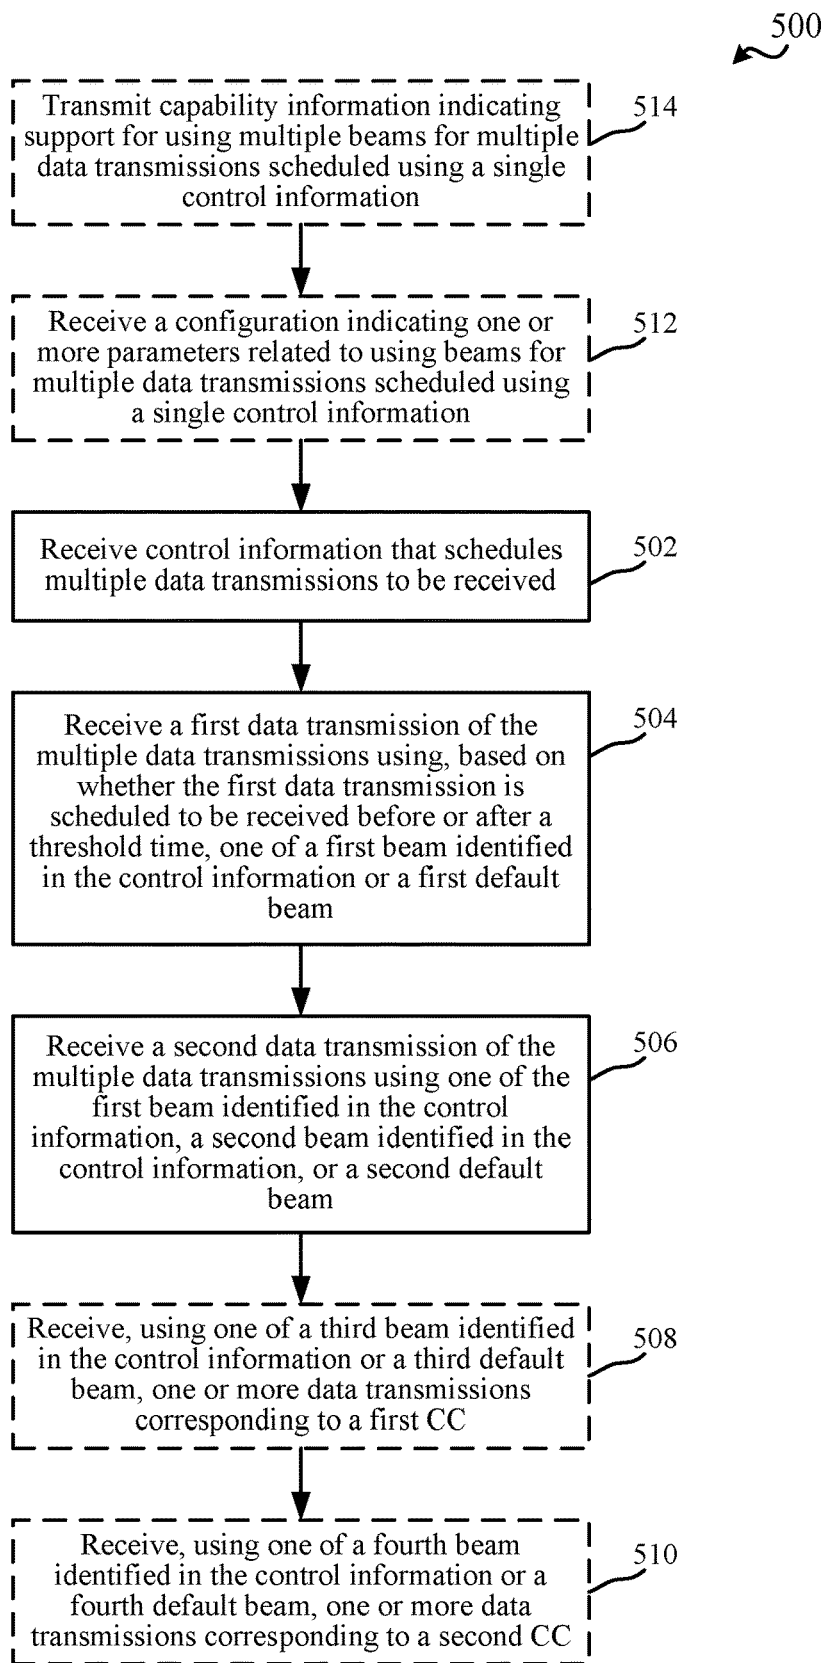 500
Transmit capability information indicating
support for using multiple beams for multiple
data transmissions scheduled using a single
control information
514
Receive a configuration indicating one or
more parameters related to using beams for
multiple data transmissions scheduled using
a single control information
512
Receive control information that schedules
multiple data transmissions to be received
502
Receive a first data transmission of the
multiple data transmissions using, based on
whether the first data transmission is
scheduled to be received before or after a
threshold time, one of a first beam identified
in the control information or a first default
beam
504
Receive a second data transmission of the
multiple data transmissions using one of the
first beam identified in the control
information, a second beam identified in the
control information, or a second default
beam
506
Receive, using one of a third beam identified
in the control information or a third default
beam, one or more data transmissions
corresponding to a first CC
508
Receive, using one of a fourth beam
identified in the control information or a
fourth default beam, one or more data
transmissions corresponding to a second CC
510